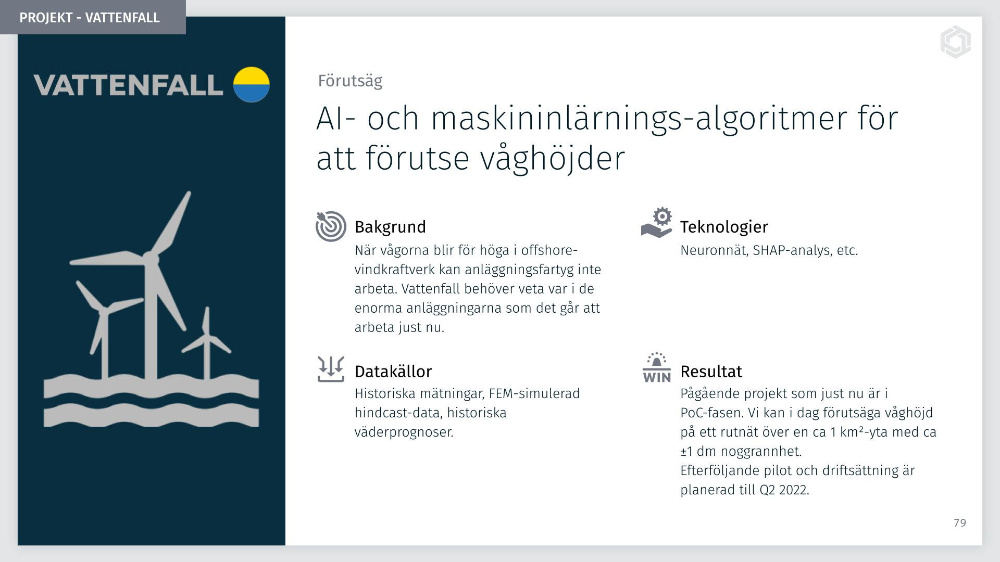 PROJEKT - VATTENFALL
VATTENFALL
Förutsäg
AI- och maskininlärnings-algoritmer för
att förutse våghöjder
Bakgrund
När vågorna blir för höga i offshore-
vindkraftverk kan anläggningsfartyg inte
arbeta. Vattenfall behöver veta var i de
enorma anläggningarna som det går att
arbeta just nu.
Teknologier
Neuronnät, SHAP-analys, etc.
Datakällor
Historiska mätningar, FEM-simulerad
hindcast-data, historiska
väderprognoser.
WIN
Resultat
Pågående projekt som just nu är i
PoC-fasen. Vi kan i dag förutsäga våghöjd
på ett rutnät över en ca 1 km²-yta med ca
±1 dm noggrannhet.
Efterföljande pilot och driftsättning är
planerad till Q2 2022.
79